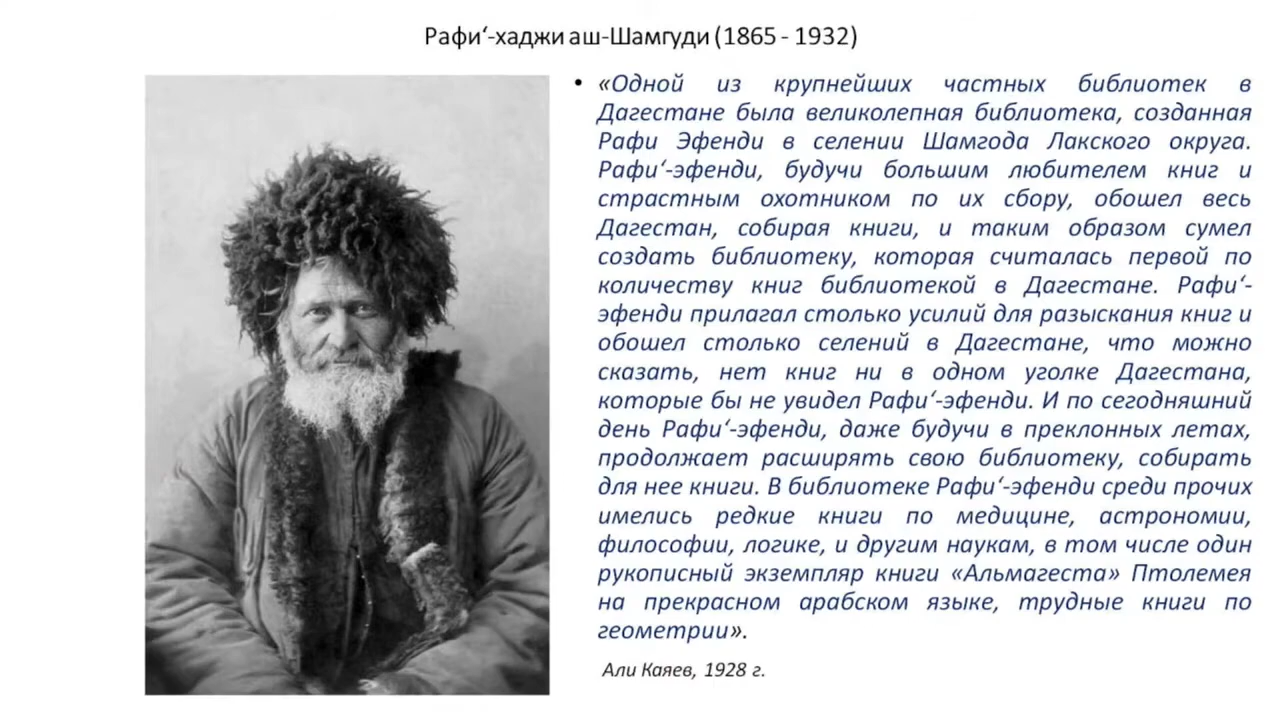 Рафи‘-хаджи аш-Шамгуди (1865 - 1932)
• «Одной из крупнейших частных библиотек в
Дагестане была великолепная библиотека, созданная
Рафи Эфенди в селении Шамгода Лакского округа.
Рафи‘-эфенди, будучи большим любителем книг и
страстным охотником по их сбору, обошел весь
Дагестан, собирая книги, и таким образом сумел
создать библиотеку, которая считалась первой по
количеству книг библиотекой в Дагестане. Рафи‘-
эфенди прилагал столько усилий для разыскания книг и
обошел столько селений в Дагестане, что можно
сказать, нет книг ни в одном уголке Дагестана,
которые бы не увидел Рафи‘-эфенди. И по сегодняшний
день Рафи‘-эфенди, даже будучи в преклонных летах,
продолжает расширять свою библиотеку, собирать
для нее книги. В библиотеке Рафи‘-эфенди среди прочих
имелись редкие книги по медицине, астрономии,
философии, логике, и другим наукам, в том числе один
рукописный экземпляр книги «Альмагеста» Птолемея
на прекрасном арабском языке, трудные книги по
геометрии».
Али Каяев, 1928 г.